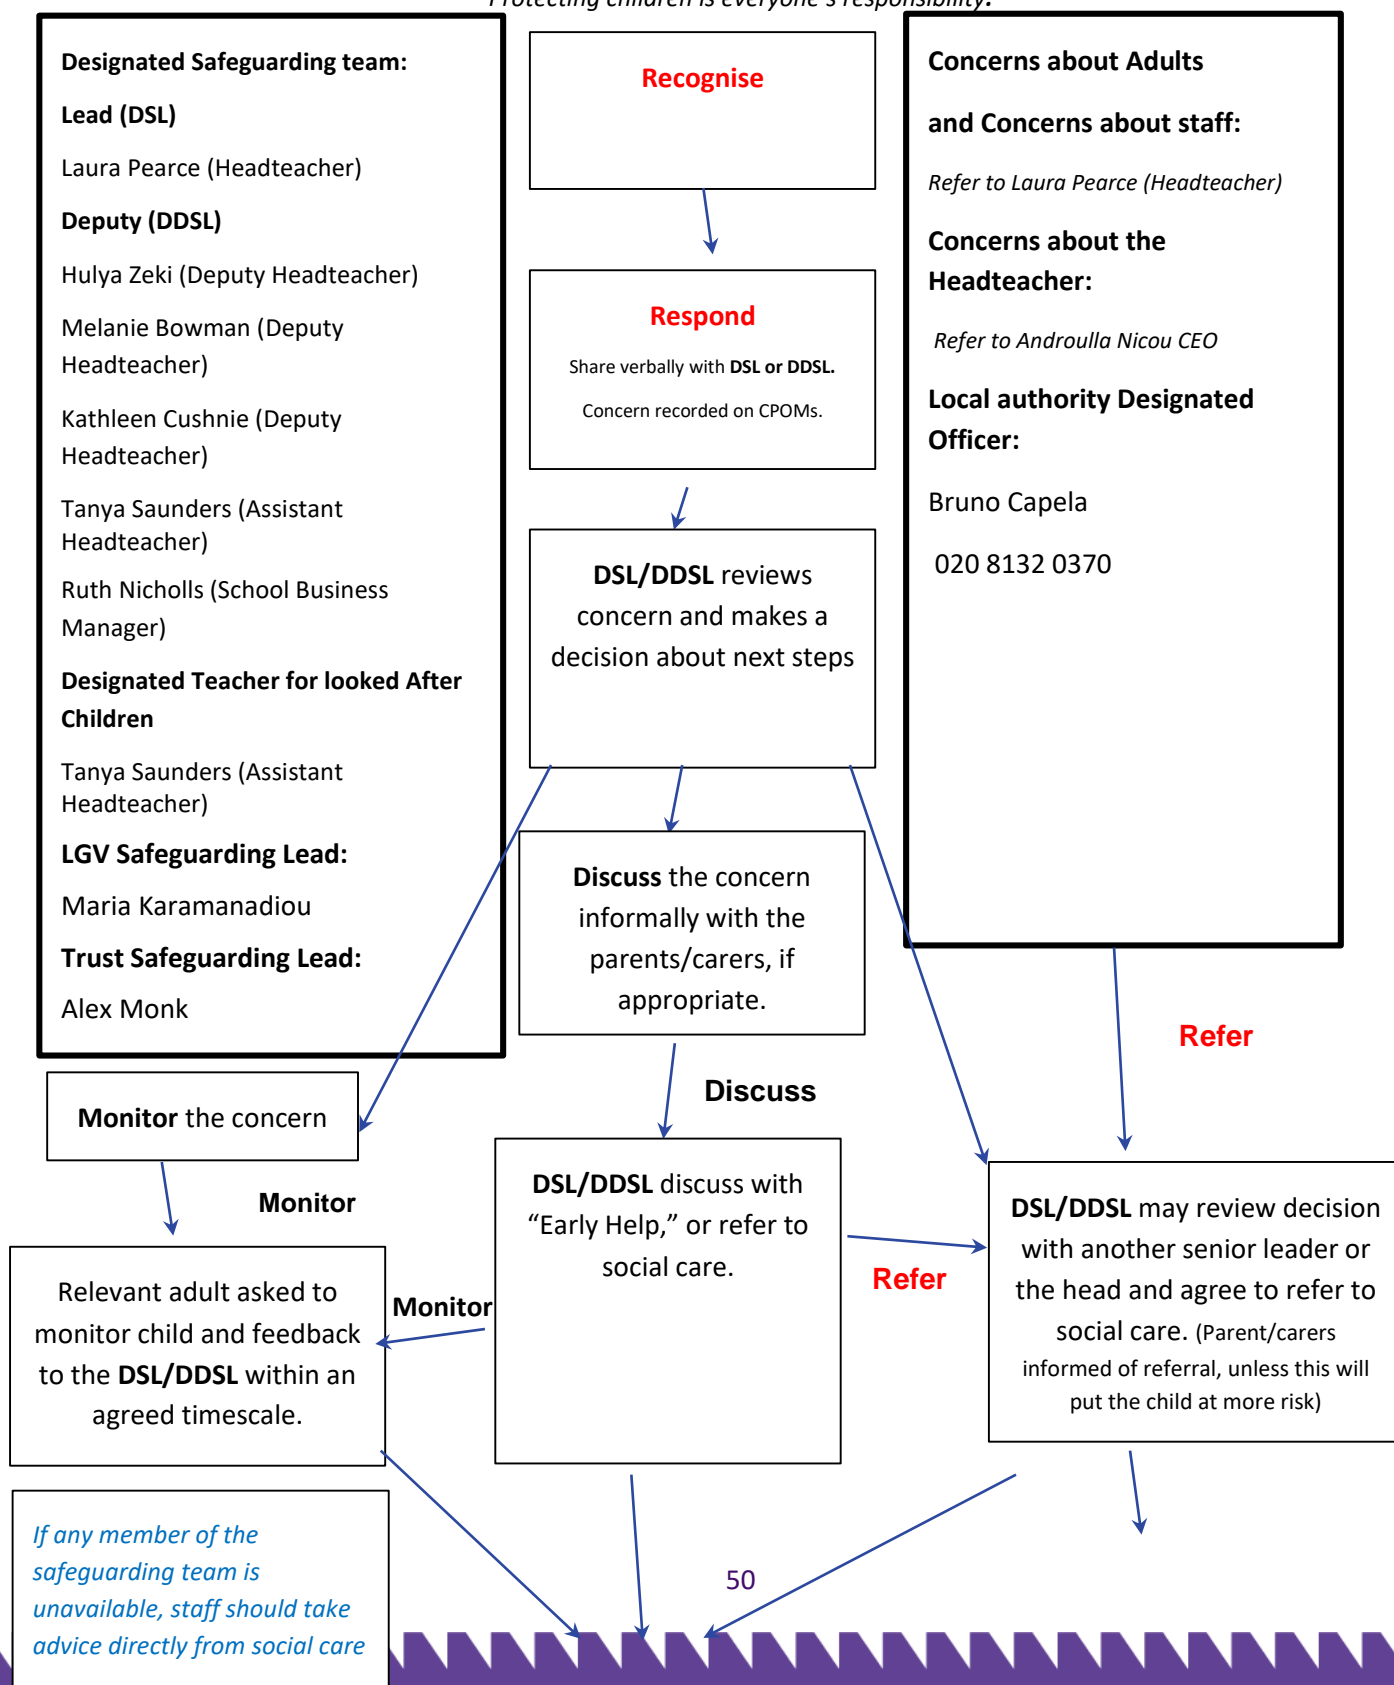 Protecting children is everyone's responsibility.
Designated Safeguarding team:
Lead (DSL)
Laura Pearce (Headteacher)
Deputy (DDSL)
Hulya Zeki (Deputy Headteacher)
Melanie Bowman (Deputy
Headteacher)
Kathleen Cushnie (Deputy
Headteacher)
Tanya Saunders (Assistant
Headteacher)
Ruth Nicholls (School Business
Manager)
Designated Teacher for looked After
Children
Tanya Saunders (Assistant
Headteacher)
LGV Safeguarding Lead:
Maria Karamanadiou
Trust Safeguarding Lead:
Alex Monk
Recognise
Respond
Share verbally with DSL or DDSL.
Concern recorded on CPOMs.
DSL/DDSL reviews
concern and makes a
decision about next steps
Discuss the concern
informally with the
parents/carers, if
appropriate.
Concerns about Adults
and Concerns about staff:
Refer to Laura Pearce (Headteacher)
Concerns about the
Headteacher:
Refer to Androulla Nicou CEO
Local authority Designated
Officer:
Bruno Capela
020 8132 0370
Refer
Discuss
Monitor the concern
Monitor
DSL/DDSL discuss with
“Early Help,” or refer to
social care.
Refer
DSL/DDSL may review decision
with another senior leader or
the head and agree to refer to
social care. (Parent/carers
informed of referral, unless this will
put the child at more risk)
Monitor
Relevant adult asked to
monitor child and feedback
to the DSL/DDSL within an
agreed timescale.
If any member of the
safeguarding team is
unavailable, staff should take
advice directly from social care
50